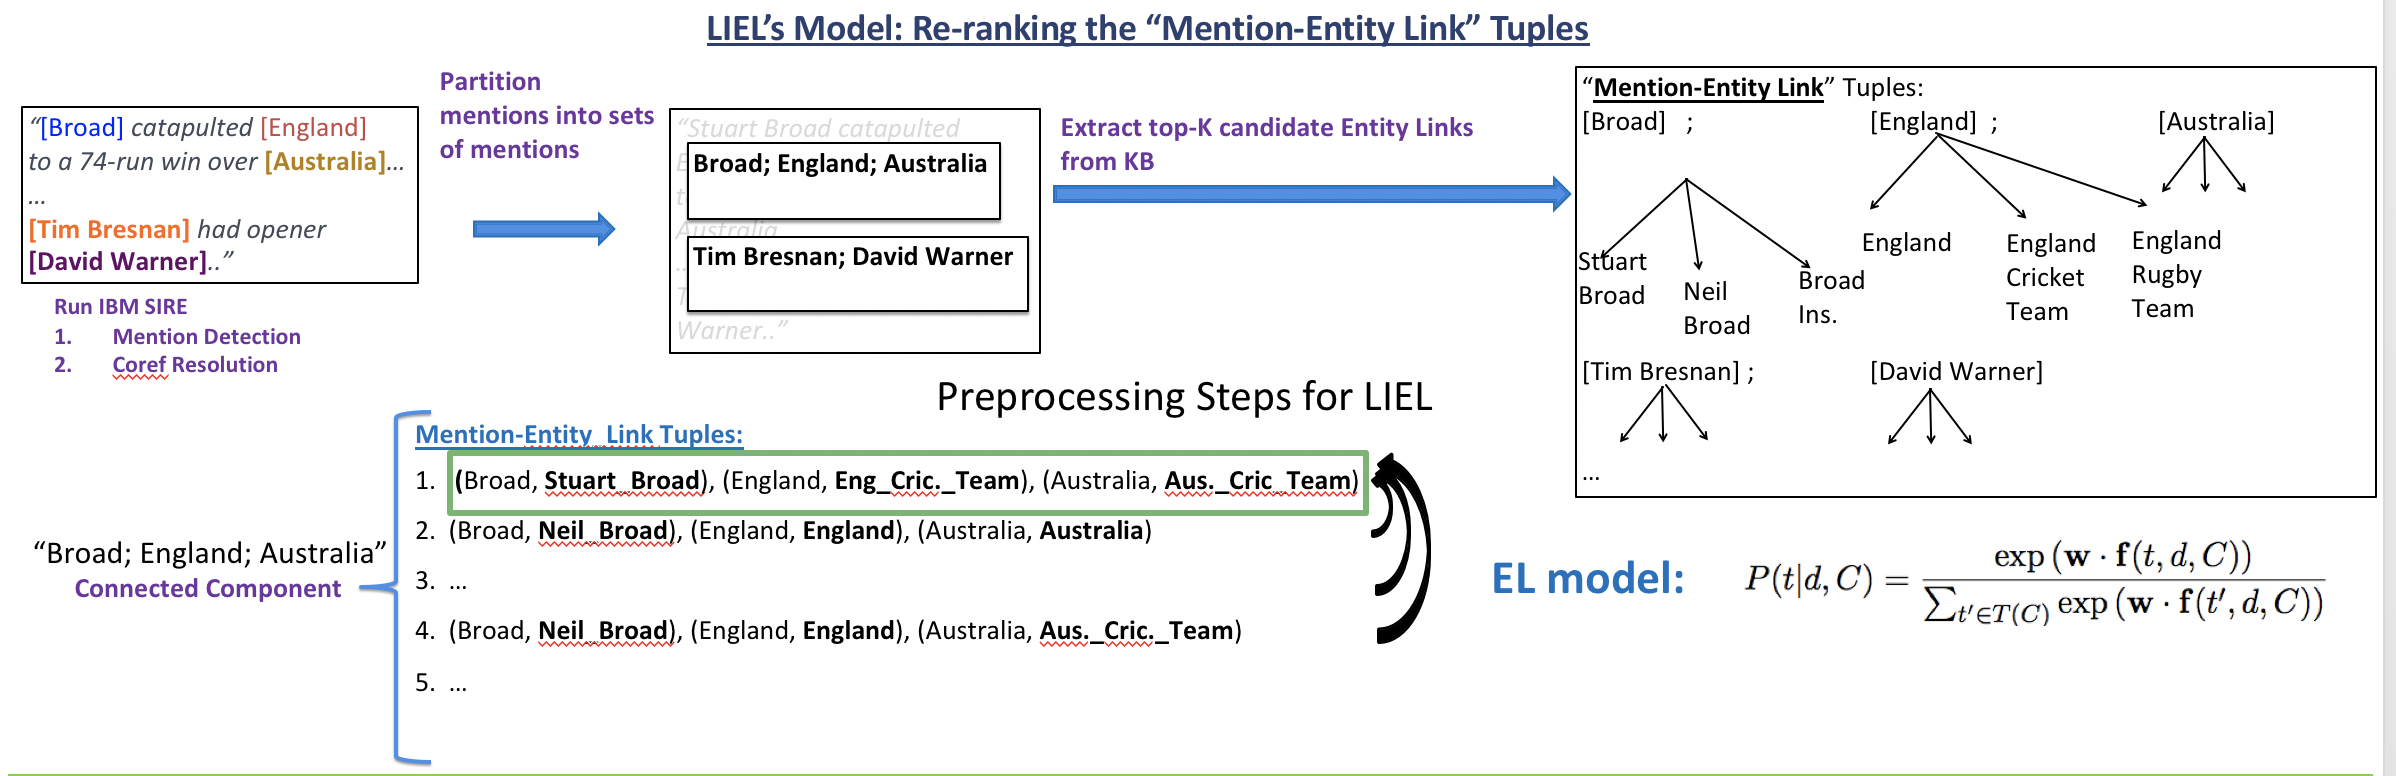 LIEL’s Model: Re-ranking the “Mention-Entity Link” Tuples
“[Broad] catapulted [England]
to a 74-run win over [Australia]...
...
[Tim Bresnan] had opener
[David Warner]..”
Run IBM SIRE
1. Mention Detection
2. Coref Resolution
Partition
mentions into sets
of mentions
“Stuart Broad catapulted
Broad; England; Australia
Australia
Tim Bresnan; David Warner
Warner..”
Extract top-K candidate Entity Links
from KB
“Mention-Entity Link” Tuples:
[Broad] ; [England] ; [Australia]
Stuart
Broad
Neil
Broad
Broad
Ins.
England
England
Cricket
Team
England
Rugby
Team
[Tim Bresnan] ; [David Warner]
...
Preprocessing Steps for LIEL
Mention-Entity Link Tuples:
1. (Broad, Stuart_Broad), (England, Eng_Cric._Team), (Australia, Aus._Cric_Team)
2. (Broad, Neil_Broad), (England, England), (Australia, Australia)
3. ...
4. (Broad, Neil_Broad), (England, England), (Australia, Aus._Cric._Team)
5. ...
“Broad; England; Australia”
Connected Component
EL model:
P(t|d, C) = exp (w · f(t, d, C)) / ∑t′∈T(C) exp (w · f(t′, d, C))